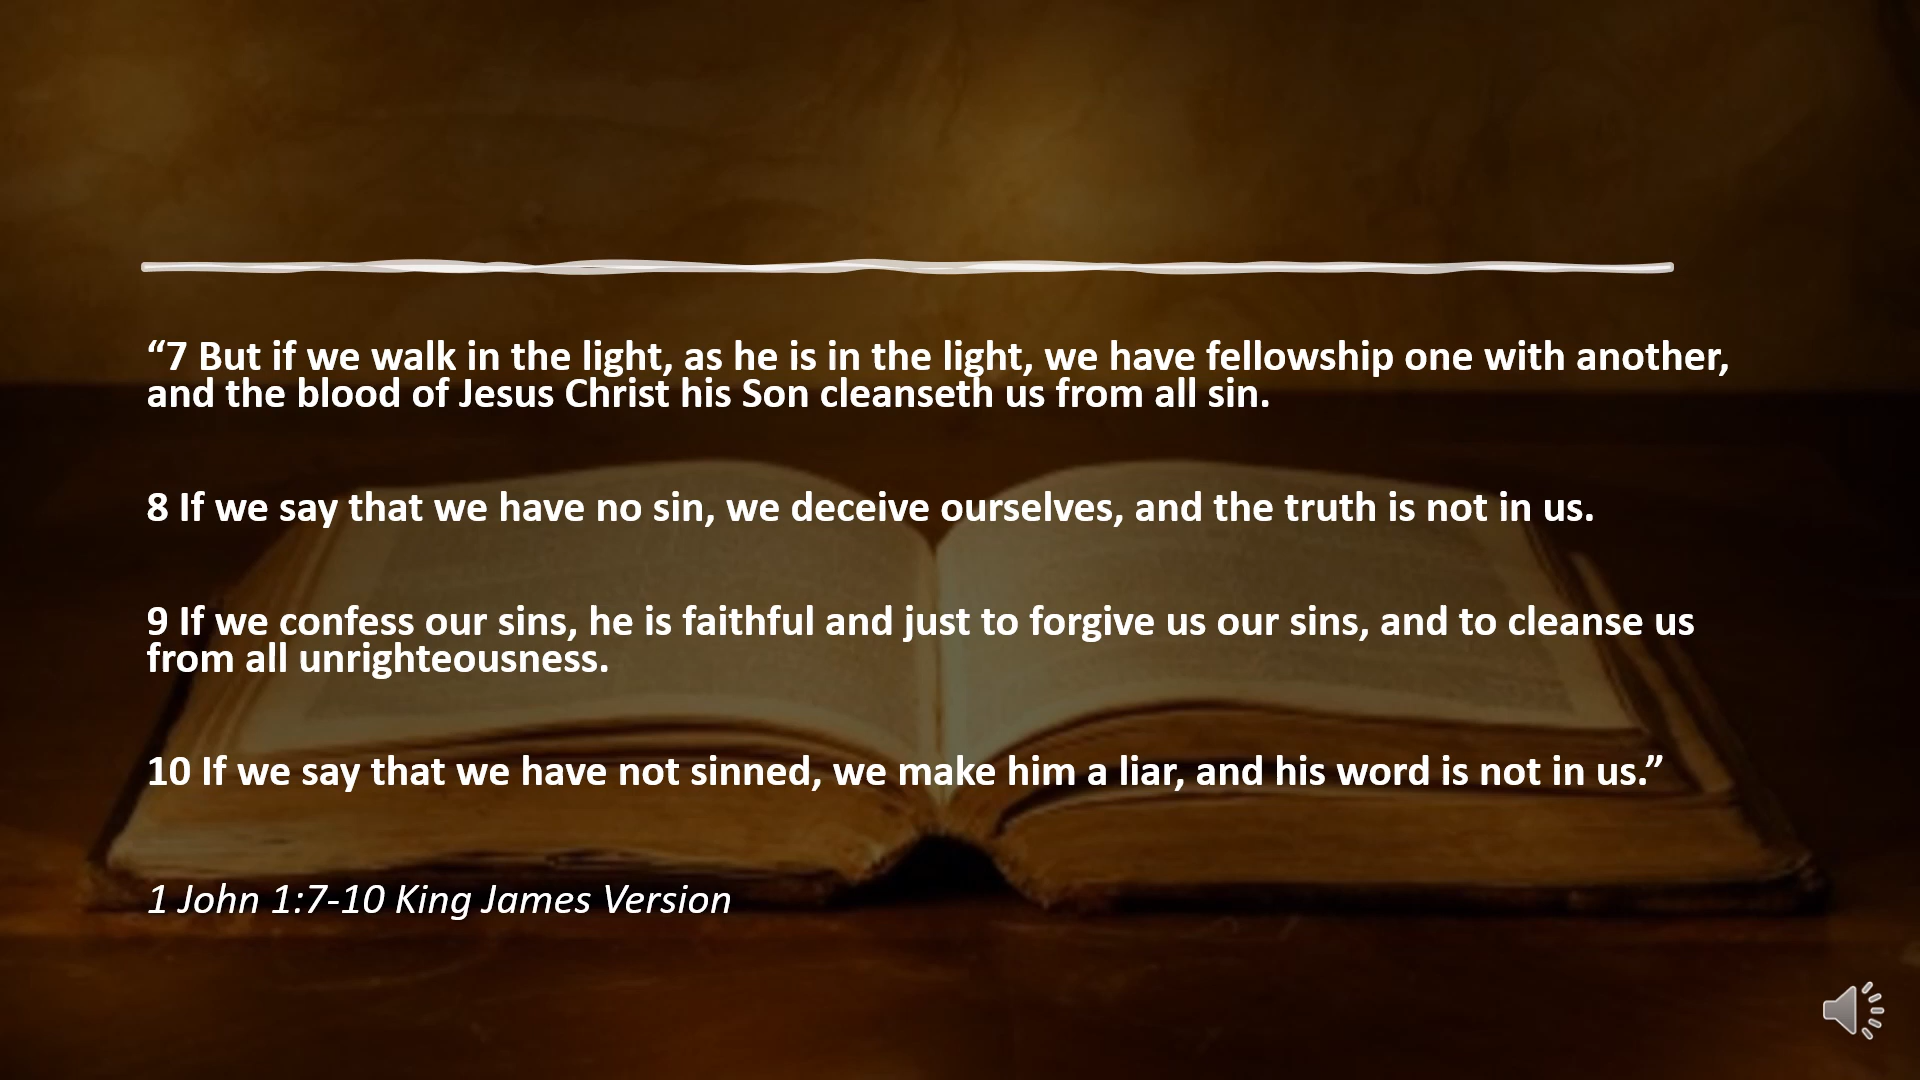 “7 But if we walk in the light, as he is in the light, we have fellowship one with another,
and the blood of Jesus Christ his Son cleanseth us from all sin.
8 If we say that we have no sin, we deceive ourselves, and the truth is not in us.
9 If we confess our sins, he is faithful and just to forgive us our sins, and to cleanse us
from all unrighteousness.
10 If we say that we have not sinned, we make him a liar, and his word is not in us.”
1 John 1:7-10 King James Version